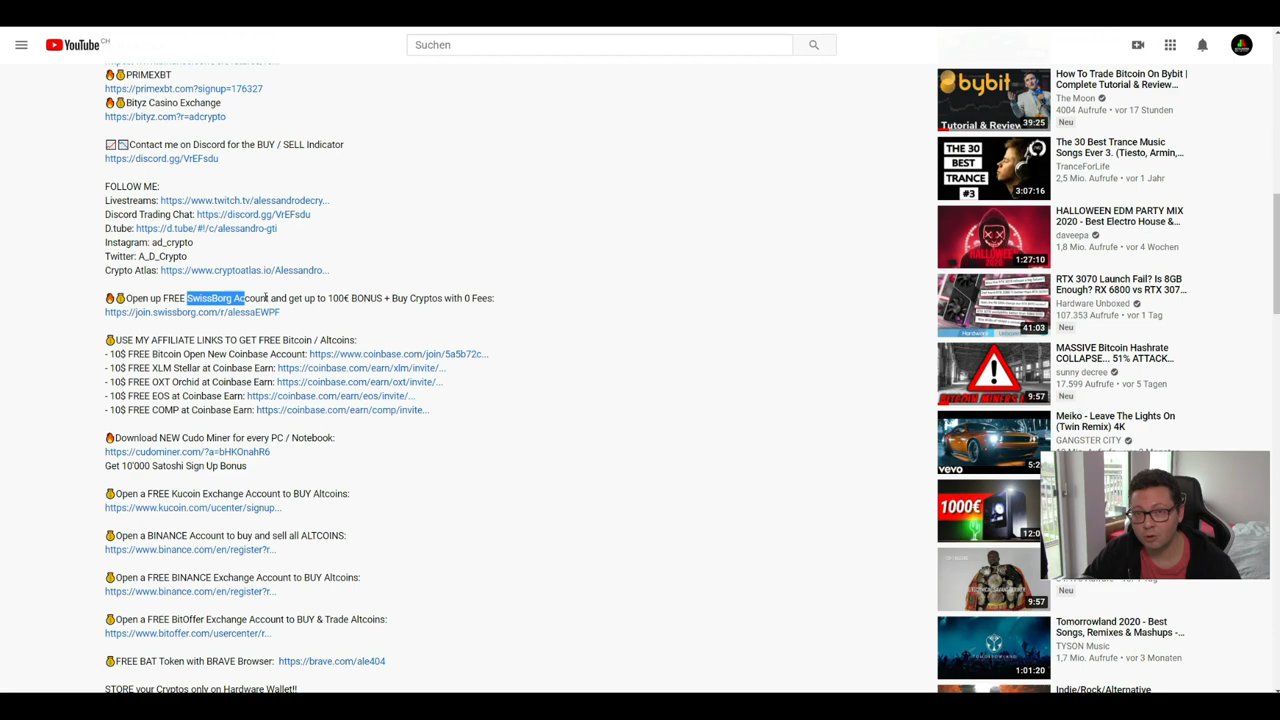 YouTube CH
Suchen
PRIMEXBT
https://primexbt.com?signup=176327
Bityz Casino Exchange
https://bityz.com?r=adcrypto
Contact me on Discord for the BUY / SELL Indicator
https://discord.gg/VrEFsdu
FOLLOW ME:
Livestreams: https://www.twitch.tv/alessandrodecry...
Discord Trading Chat: https://discord.gg/VrEFsdu
D.tube: https://d.tube/#!/c/alessandro-gti
Instagram: ad_crypto
Twitter: A_D_Crypto
Crypto Atlas: https://www.cryptoatlas.io/Alessandro...
Open up FREE SwissBorg Account and get up to 100€ BONUS + Buy Cryptos with 0 Fees:
https://join.swissborg.com/r/alessaEWPF
USE MY AFFILIATE LINKS TO GET FREE Bitcoin / Altcoins:
- 10$ FREE Bitcoin Open New Coinbase Account: https://www.coinbase.com/join/5a5b72c...
- 10$ FREE XLM Stellar at Coinbase Earn: https://coinbase.com/earn/xlm/invite/...
- 10$ FREE OXT Orchid at Coinbase Earn: https://coinbase.com/earn/oxt/invite/...
- 10$ FREE EOS at Coinbase Earn: https://coinbase.com/earn/eos/invite/...
- 10$ FREE COMP at Coinbase Earn: https://coinbase.com/earn/comp/invite...
Download NEW Cudo Miner for every PC / Notebook:
https://cudominer.com/?a=bHKOnahR6
Get 10'000 Satoshi Sign Up Bonus
Open a FREE Kucoin Exchange Account to BUY Altcoins:
https://www.kucoin.com/ucenter/signup...
Open a BINANCE Account to buy and sell all ALTCOINS:
https://www.binance.com/en/register?r...
Open a FREE BINANCE Exchange Account to BUY Altcoins:
https://www.binance.com/en/register?r...
Open a FREE BitOffer Exchange Account to BUY & Trade Altcoins:
https://www.bitoffer.com/usercenter/r...
FREE BAT Token with BRAVE Browser: https://brave.com/ale404
STORE your Cryptos only on Hardware Wallet!!
bybit
Tutorial & Review
39:25
How To Trade Bitcoin On Bybit |
Complete Tutorial & Review...
The Moon
4004 Aufrufe • vor 17 Stunden
Neu
THE 30
BEST
TRANCE
#3
3:07:16
The 30 Best Trance Music
Songs Ever 3. (Tiesto, Armin,...
TranceForLife
2,5 Mio. Aufrufe • vor 1 Jahr
1:27:10
HALLOWEEN EDM PARTY MIX
2020 - Best Electro House &...
daveepa
1,8 Mio. Aufrufe • vor 4 Wochen
41:03
RTX 3070 Launch Fail? Is 8GB
Enough? RX 6800 vs RTX 307...
Hardware Unboxed
107.353 Aufrufe • vor 1 Tag
Neu
9:57
MASSIVE Bitcoin Hashrate
COLLAPSE... 51% ATTACK...
sunny decree
17.599 Aufrufe • vor 5 Tagen
Neu
vevo
Meiko - Leave The Lights On
(Twin Remix) 4K
GANGSTER CITY
1000€
9:57
Neu
1:01:20
Tomorrowland 2020 - Best
Songs, Remixes & Mashups -...
TYSON Music
1,7 Mio. Aufrufe • vor 3 Monaten
Indie/Rock/Alternative